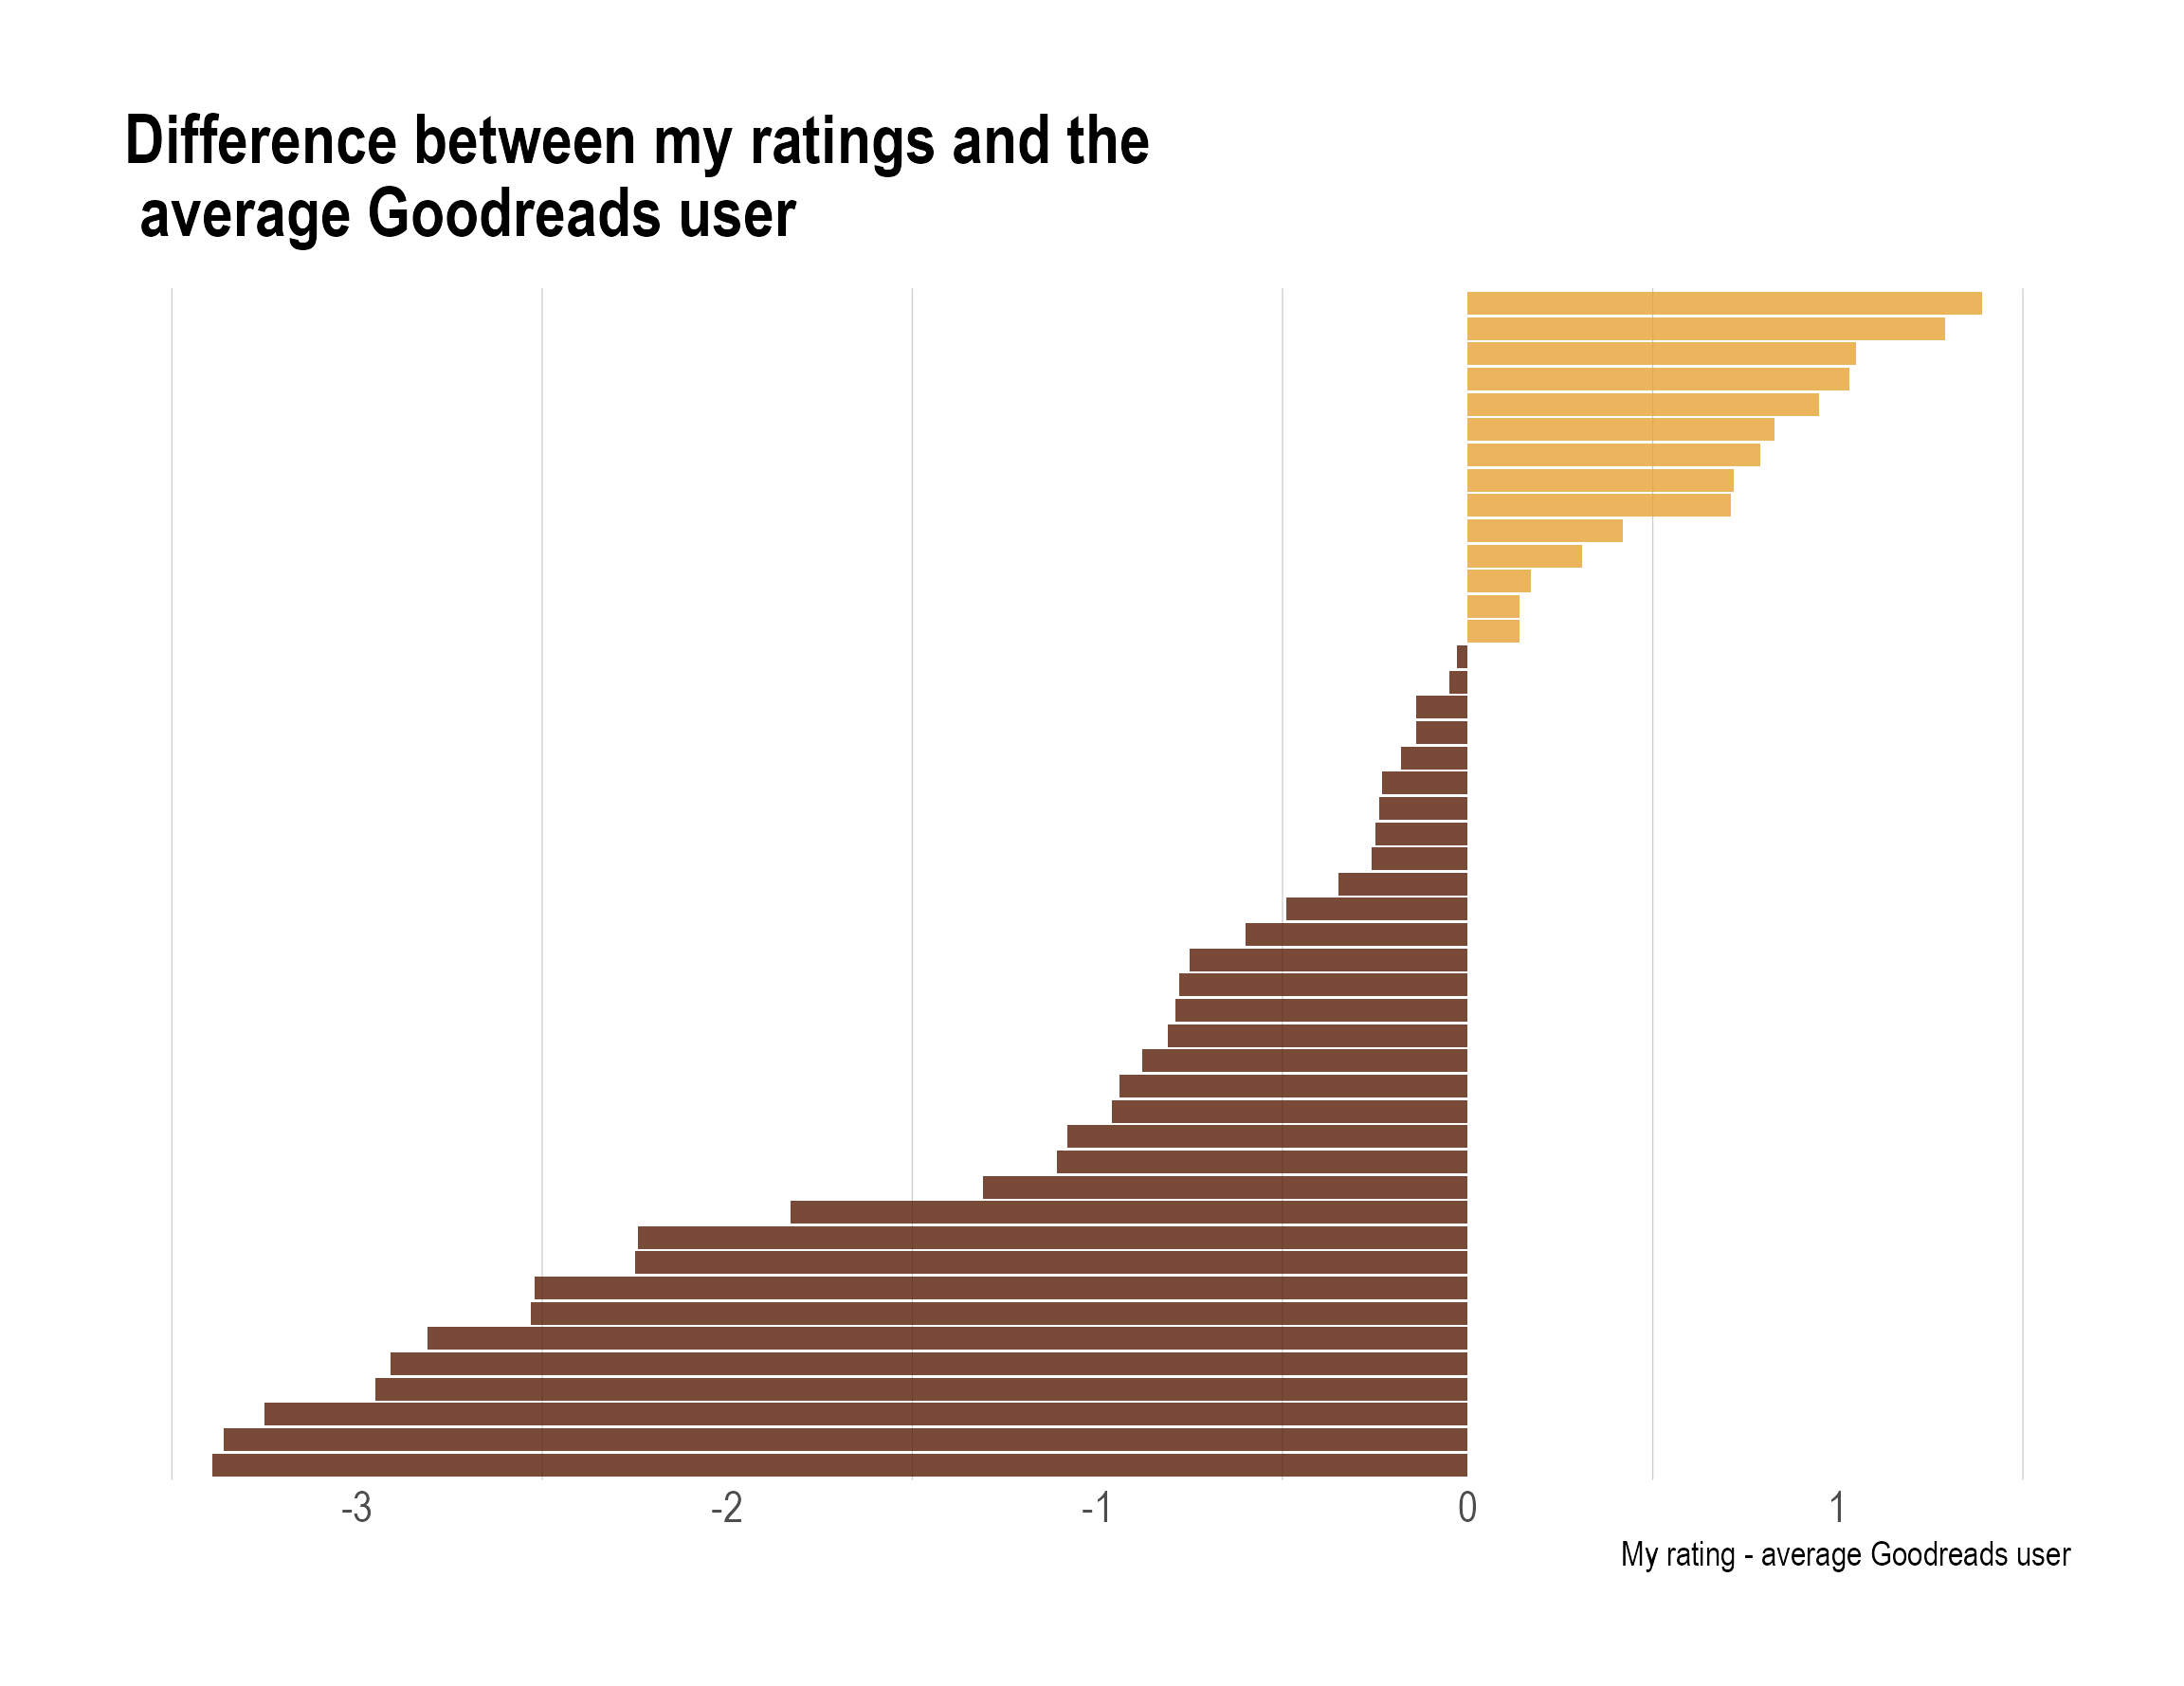 Difference between my ratings and the
average Goodreads user
-3 -2 -1 0 1
My rating - average Goodreads user